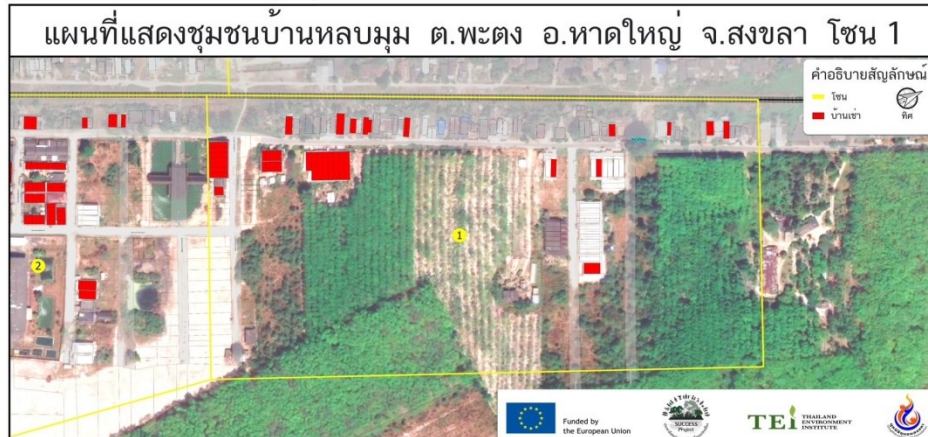 แผนที่แสดงชุมชนบ้านหลบมุม ต.พะตง อ.หาดใหญ่ จ.สงขลา โซน 1
คำอธิบายสัญลักษณ์
โซน
บ้านเช่า
ทิศ
1
2
Funded by
the European Union
SUCCESS
Project
TEi
THAILAND
ENVIRONMENT
INSTITUTE